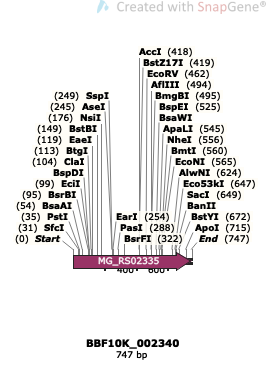 Created with SnapGene®
AccI (418)
BstZ17I (419)
EcoRV (462)
AflIII (494)
(249) SspI BmgBI (495)
(245) AseI BspEI (525)
(176) NsiI BsaWI
(149) BstBI ApaLI (545)
(119) EaeI NheI (556)
(113) BtgI BmtI (560)
(104) ClaI EcoNI (565)
BspDI AlwNI (624)
(99) EciI Eco53kI (647)
(95) BsrBI SacI (649)
(54) BsaAI BanII
(35) PstI EarI (254) BstYI (672)
(31) SfcI PasI (288) ApoI (715)
(0) Start BsrFI (322) End (747)
MG_RS02335
400 600
BBF10K_002340
747 bp